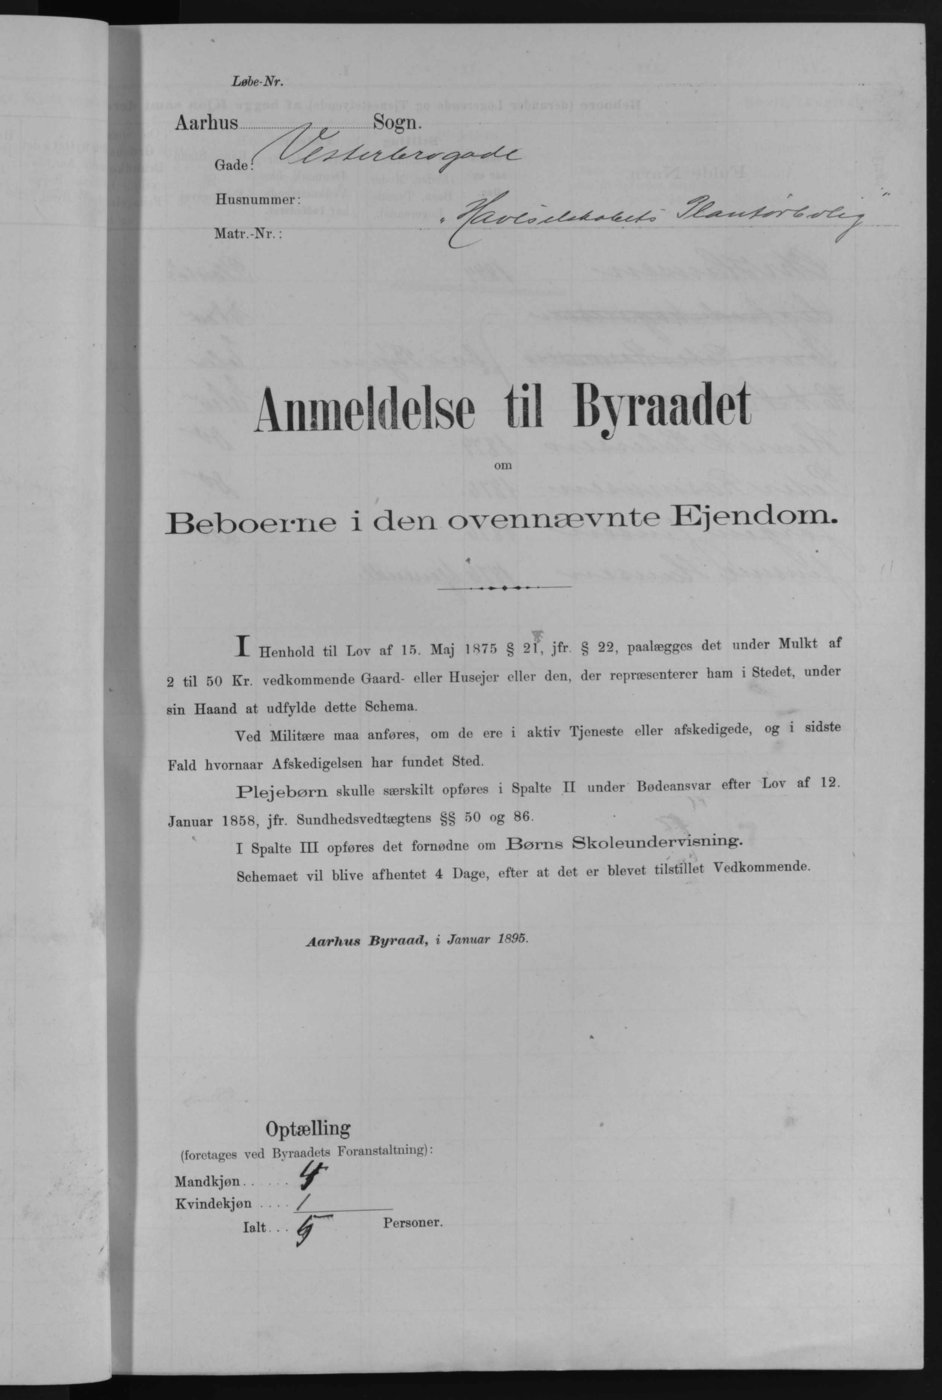 Løbe-Nr.
Aarhus Sogn.
Gade: Vesterbrogade
Husnummer:
"Haveselskabets Plantørbolig"
Matr.-Nr.:
Anmeldelse til Byraadet
om
Beboerne i den ovennævnte Ejendom.
I Henhold til Lov af 15. Maj 1875 § 21, jfr. § 22, paalægges det under Mulkt af
2 til 50 Kr. vedkommende Gaard- eller Husejer eller den, der repræsenterer ham i Stedet, under
sin Haand at udfylde dette Schema.
Ved Militære maa anføres, om de ere i aktiv Tjeneste eller afskedigede, og i sidste
Fald hvornaar Afskedigelsen har fundet Sted.
Plejebørn skulle særskilt opføres i Spalte II under Bødeansvar efter Lov af 12.
Januar 1858, jfr. Sundhedsvedtægtens §§ 50 og 86.
I Spalte III opføres det fornødne om Børns Skoleundervisning.
Schemaet vil blive afhentet 4 Dage, efter at det er blevet tilstillet Vedkommende.
Aarhus Byraad, i Januar 1895.
Optælling
(foretages ved Byraadets Foranstaltning):
Mandkjøn . . . . . . 4
Kvindekjøn . . . . 1
Ialt . . . 5 Personer.